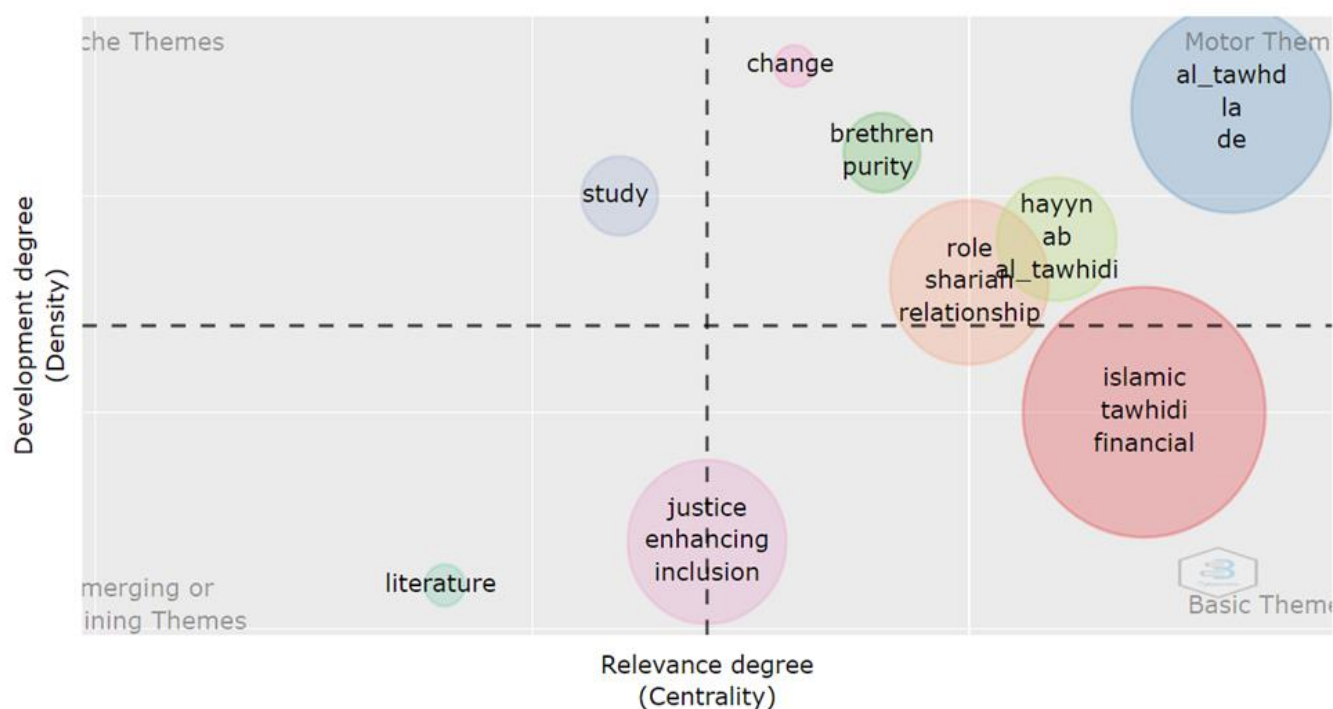 che Themes
Motor Them
change
al_tawhd
la
de
brethren
purity
study
hayyn
ab
al_tawhidi
role
shariah
relationship
islamic
tawhidi
financial
justice
enhancing
inclusion
literature
merging or
ining Themes
Basic Theme
Development degree
(Density)
Relevance degree
(Centrality)